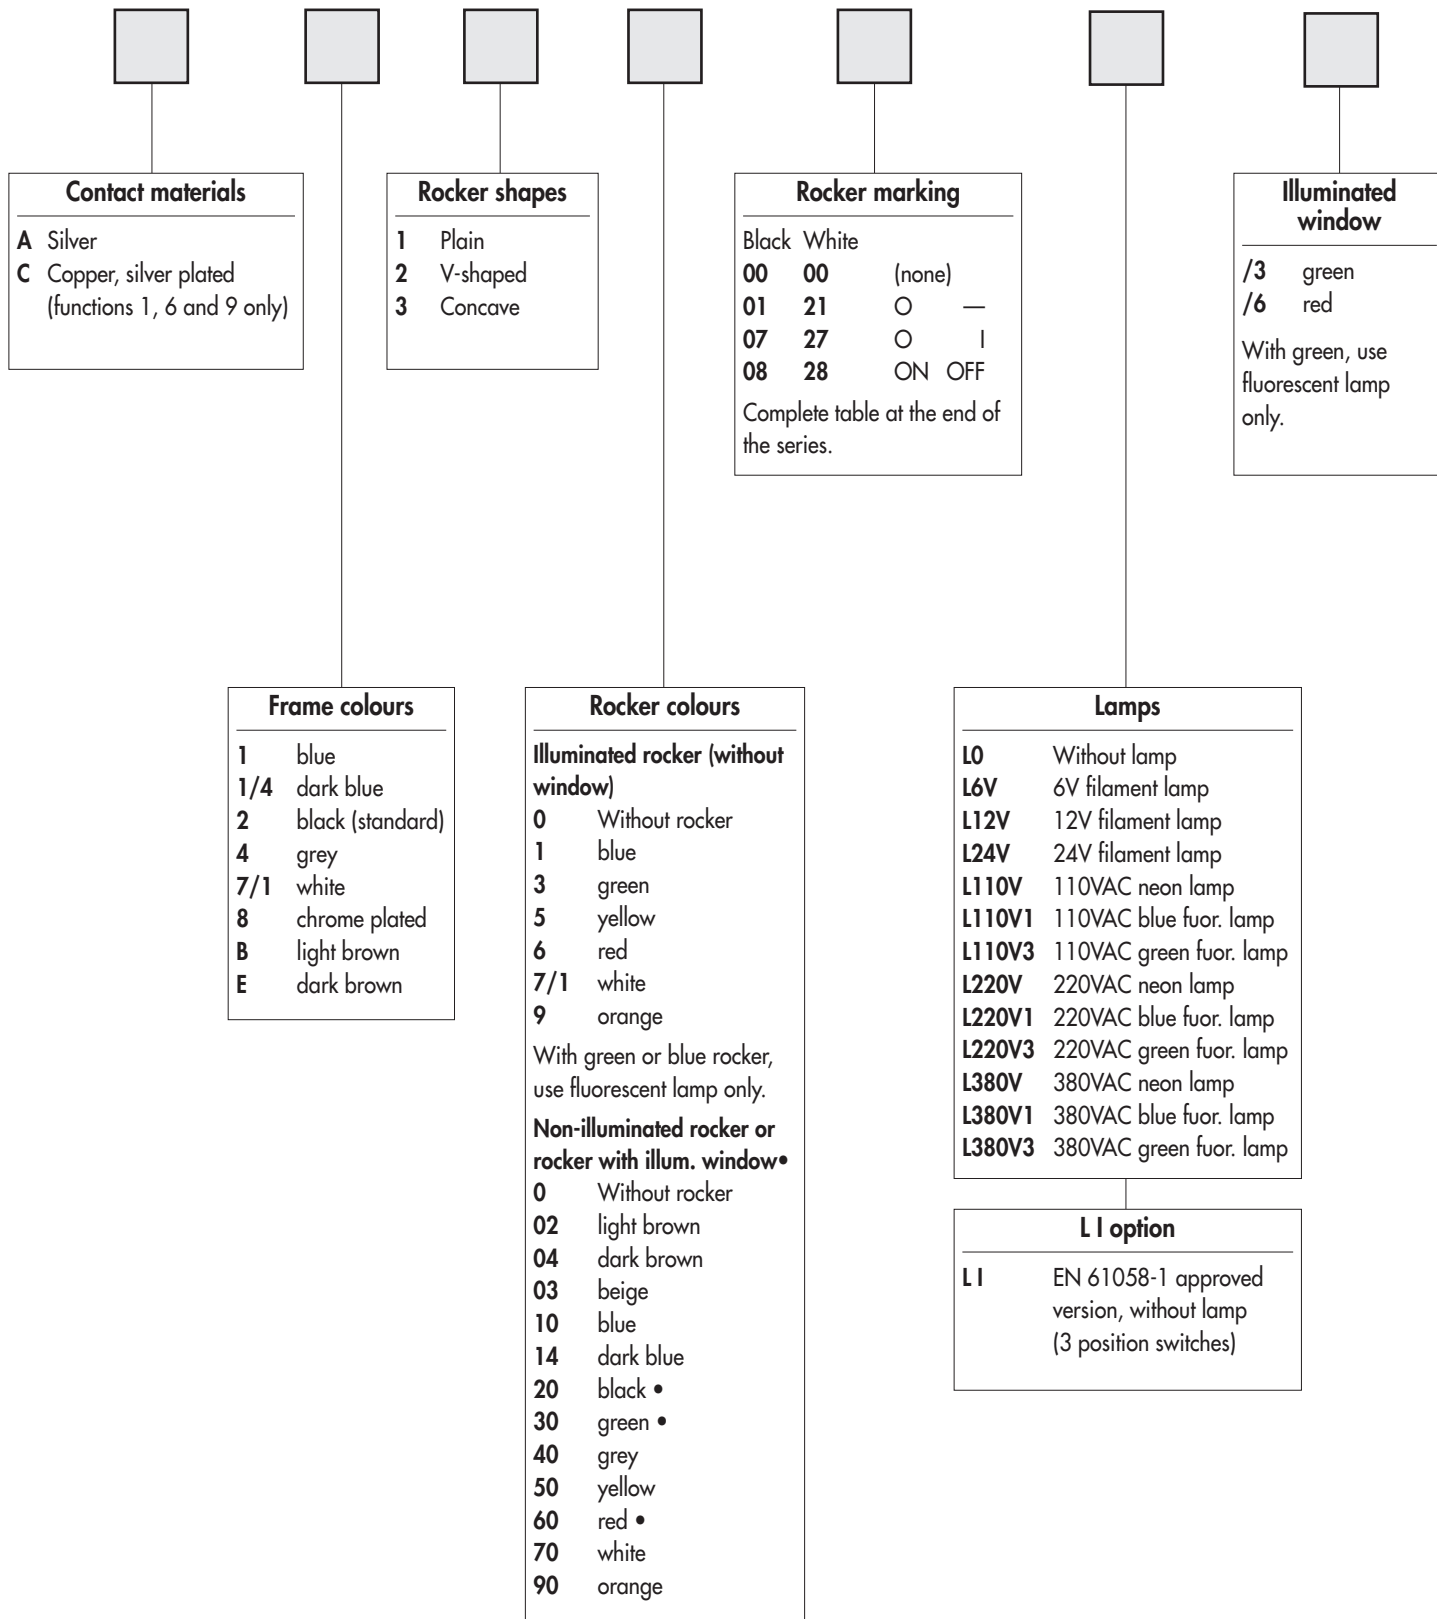 Contact materials
A Silver
C Copper, silver plated
(functions 1, 6 and 9 only)
Rocker shapes
1 Plain
2 V-shaped
3 Concave
Rocker marking
Black White
00 00 (none)
01 21 O —
07 27 O I
08 28 ON OFF
Complete table at the end of
the series.
Illuminated
window
/3 green
/6 red
With green, use
fluorescent lamp
only.
Frame colours
1 blue
1/4 dark blue
2 black (standard)
4 grey
7/1 white
8 chrome plated
B light brown
E dark brown
Rocker colours
Illuminated rocker (without
window)
0 Without rocker
1 blue
3 green
5 yellow
6 red
7/1 white
9 orange
With green or blue rocker,
use fluorescent lamp only.
Non-illuminated rocker or
rocker with illum. window•
0 Without rocker
02 light brown
04 dark brown
03 beige
10 blue
14 dark blue
20 black •
30 green •
40 grey
50 yellow
60 red •
70 white
90 orange
Lamps
L0 Without lamp
L6V 6V filament lamp
L12V 12V filament lamp
L24V 24V filament lamp
L110V 110VAC neon lamp
L110V1 110VAC blue fuor. lamp
L110V3 110VAC green fuor. lamp
L220V 220VAC neon lamp
L220V1 220VAC blue fuor. lamp
L220V3 220VAC green fuor. lamp
L380V 380VAC neon lamp
L380V1 380VAC blue fuor. lamp
L380V3 380VAC green fuor. lamp
L I option
L I EN 61058-1 approved
version, without lamp
(3 position switches)